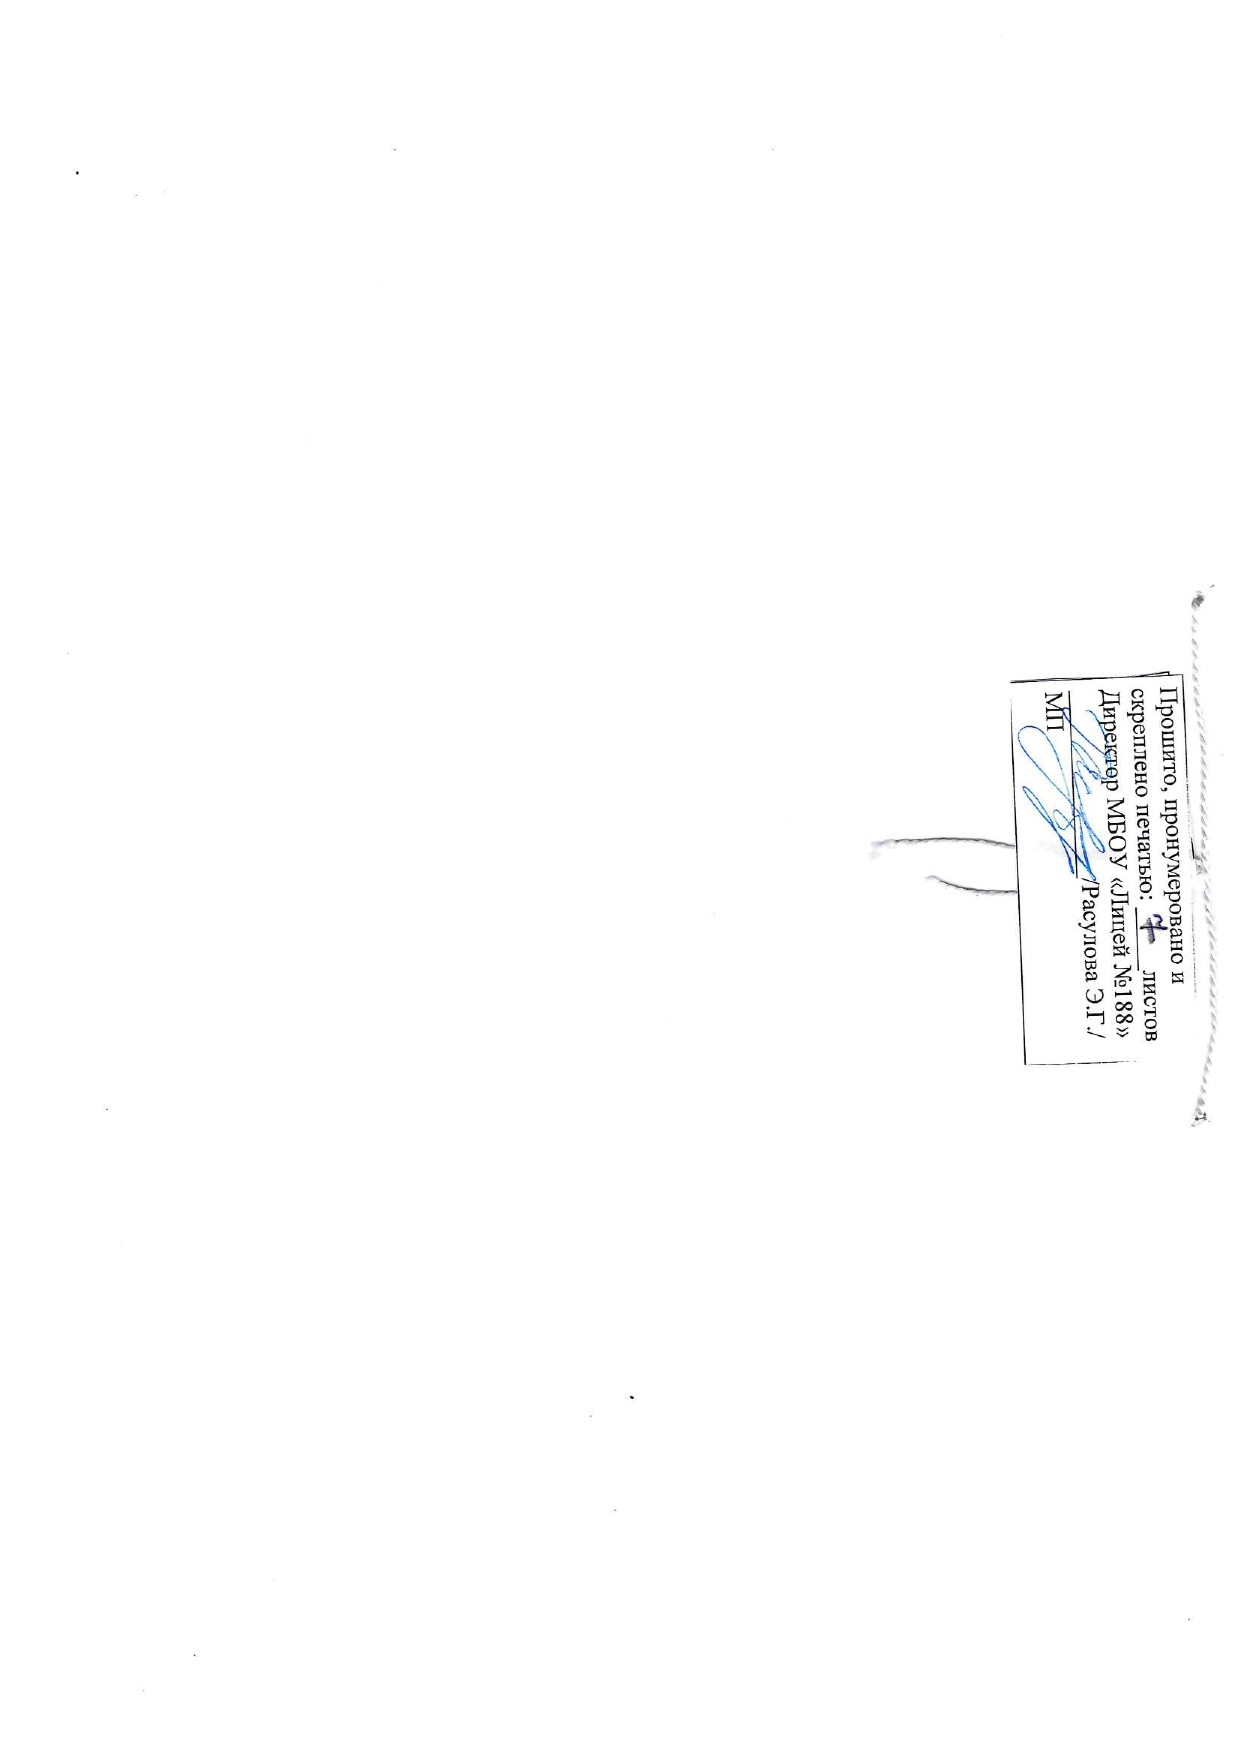 Прошито, пронумеровано и
скреплено печатью: 7 листов
Директор МБОУ «Лицей №188»
/Расулова Э.Г./
МП